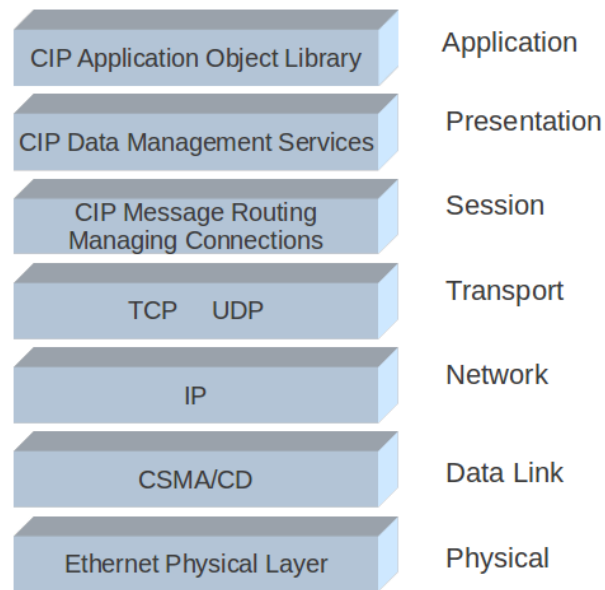 CIP Application Object Library
Application
CIP Data Management Services
Presentation
CIP Message Routing
Managing Connections
Session
TCP UDP
Transport
IP
Network
CSMA/CD
Data Link
Ethernet Physical Layer
Physical